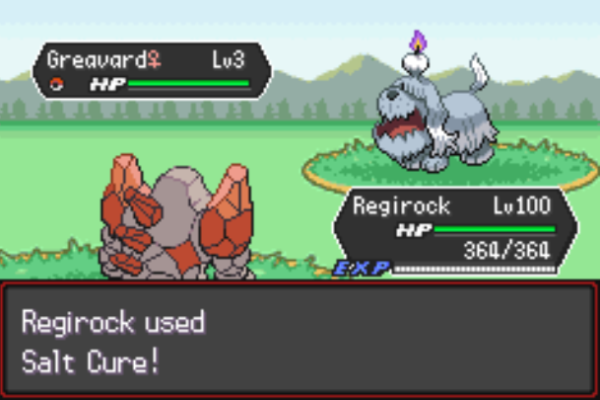 Greavard♀ Lv3
HP
Regirock Lv100
HP
364/364
EXP
Regirock used
Salt Cure!